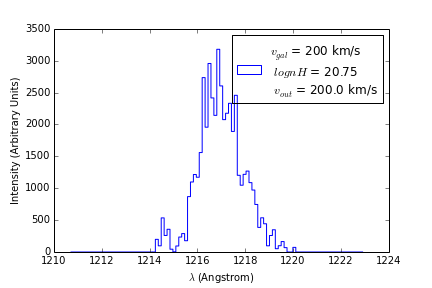 3500
3000
2500
2000
1500
1000
500
0
Intensity (Arbitrary Units)
v_gal = 200 km/s
lognH = 20.75
v_out = 200.0 km/s
1210 1212 1214 1216 1218 1220 1222 1224
λ (Angstrom)